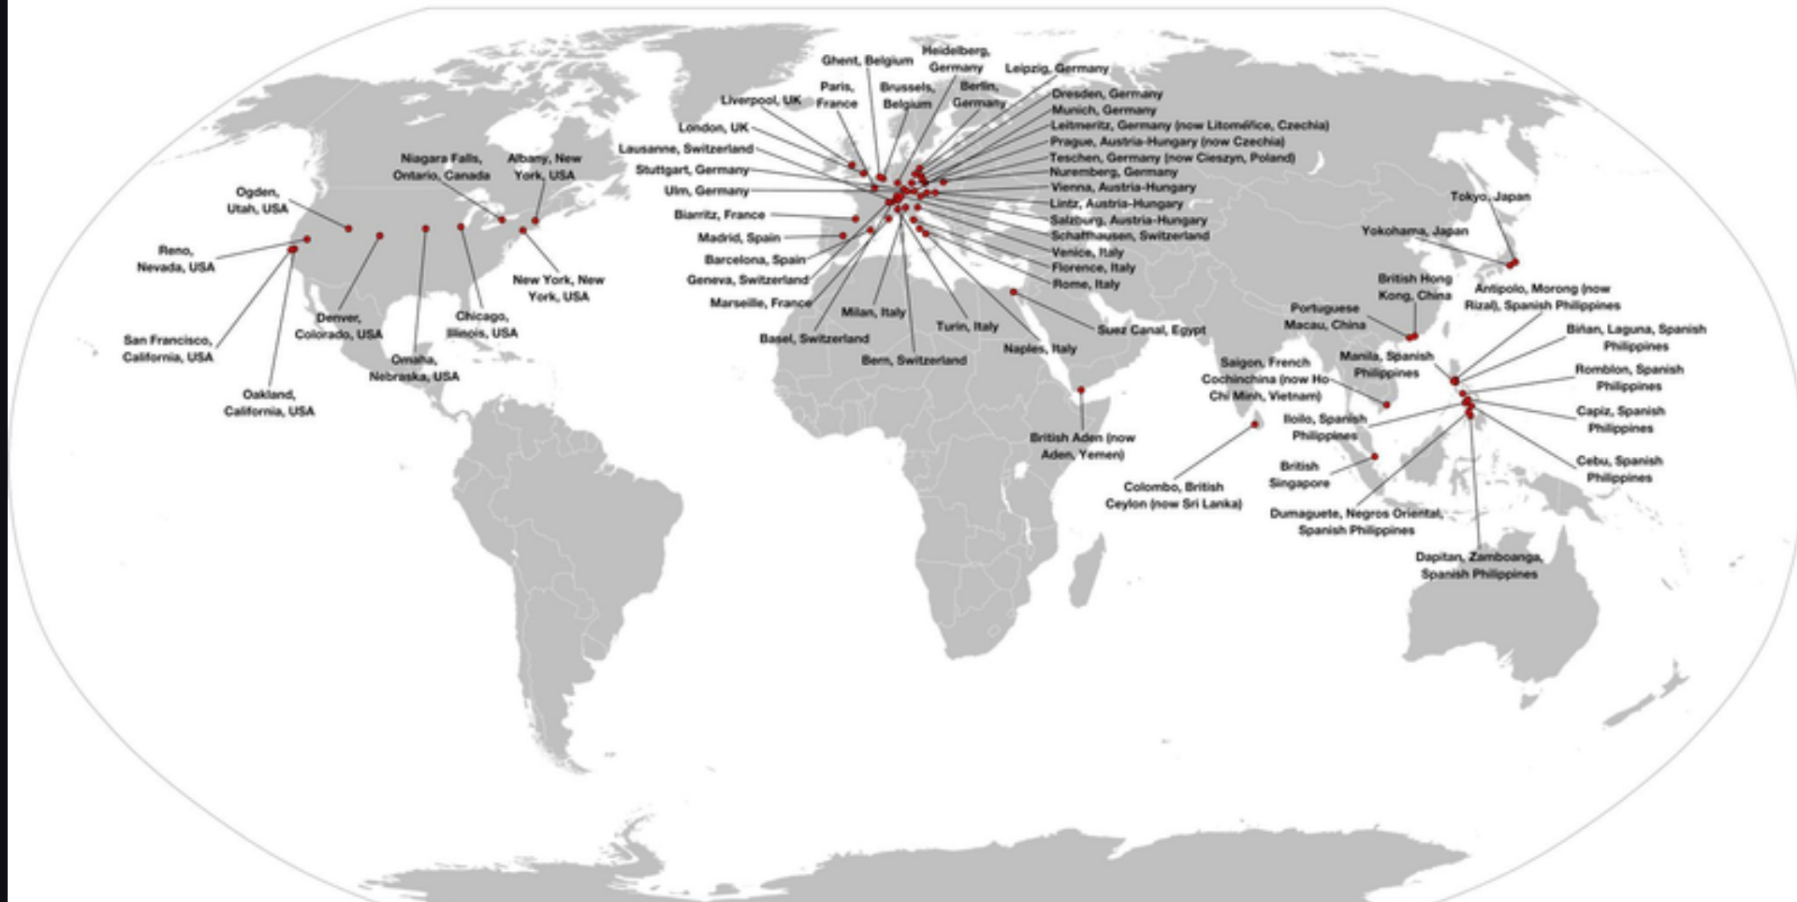 Heidelberg,
Germany
Ghent, Belgium
Leipzig, Germany
Paris,
France
Brussels,
Belgium
Berlin,
Germany
Liverpool, UK
London, UK
Lausanne, Switzerland
Stuttgart, Germany
Ulm, Germany
Biarritz, France
Madrid, Spain
Barcelona, Spain
Geneva, Switzerland
Marseille, France
Basel, Switzerland
Milan, Italy
Bern, Switzerland
Turin, Italy
Naples, Italy
Dresden, Germany
Munich, Germany
Leitmeritz, Germany (now Litoměřice, Czechia)
Prague, Austria-Hungary (now Czechia)
Teschen, Germany (now Cieszyn, Poland)
Nuremberg, Germany
Vienna, Austria-Hungary
Lintz, Austria-Hungary
Salzburg, Austria-Hungary
Schaffhausen, Switzerland
Venice, Italy
Florence, Italy
Rome, Italy
Suez Canal, Egypt
British Aden (now
Aden, Yemen)
Niagara Falls,
Ontario, Canada
Albany, New
York, USA
Ogden,
Utah, USA
Reno,
Nevada, USA
San Francisco,
California, USA
Oakland,
California, USA
Denver,
Colorado, USA
Omaha,
Nebraska, USA
Chicago,
Illinois, USA
New York, New
York, USA
Tokyo, Japan
Yokohama, Japan
British Hong
Kong, China
Portuguese
Macau, China
Antipolo, Morong (now
Rizal), Spanish Philippines
Biñan, Laguna, Spanish
Philippines
Manila, Spanish
Philippines
Romblon, Spanish
Philippines
Saigon, French
Cochinchina (now Ho
Chi Minh, Vietnam)
Iloilo, Spanish
Philippines
Capiz, Spanish
Philippines
British
Singapore
Cebu, Spanish
Philippines
Colombo, British
Ceylon (now Sri Lanka)
Dumaguete, Negros Oriental,
Spanish Philippines
Dapitan, Zamboanga,
Spanish Philippines